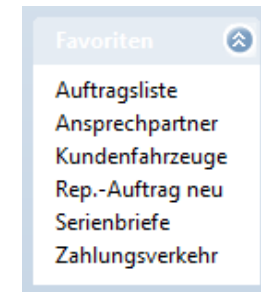 Favoriten
Auftragsliste
Ansprechpartner
Kundenfahrzeuge
Rep.-Auftrag neu
Serienbriefe
Zahlungsverkehr